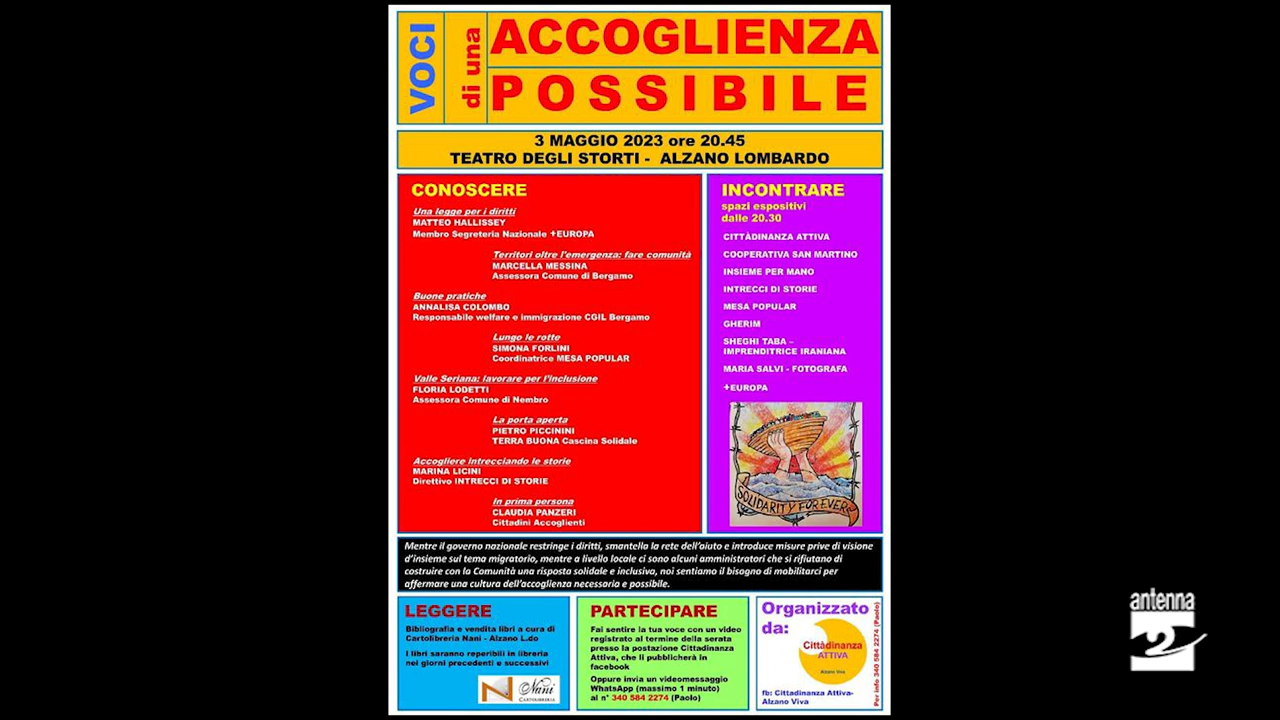 VOCI
di una
ACCOGLIENZA
POSSIBILE
3 MAGGIO 2023 ore 20.45
TEATRO DEGLI STORTI - ALZANO LOMBARDO
CONOSCERE
Una legge per i diritti
MATTEO HALLISSEY
Membro Segreteria Nazionale +EUROPA
Territori oltre l'emergenza: fare comunità
MARCELLA MESSINA
Assessora Comune di Bergamo
Buone pratiche
ANNALISA COLOMBO
Responsabile welfare e immigrazione CGIL Bergamo
Lungo le rotte
SIMONA FORLINI
Coordinatrice MESA POPULAR
Valle Seriana: lavorare per l'inclusione
FLORIA LODETTI
Assessora Comune di Nembro
La porta aperta
PIETRO PICCININI
TERRA BUONA Cascina Solidale
Accogliere intrecciando le storie
MARINA LICINI
Direttivo INTRECCI DI STORIE
In prima persona
CLAUDIA PANZERI
Cittadini Accoglienti
INCONTRARE
spazi espositivi
dalle 20.30
CITTÀDINANZA ATTIVA
COOPERATIVA SAN MARTINO
INSIEME PER MANO
INTRECCI DI STORIE
MESA POPULAR
GHERIM
SHEGHI TABA –
IMPRENDITRICE IRANIANA
MARIA SALVI - FOTOGRAFA
+EUROPA
SOLIDARITY FOREVER
Mentre il governo nazionale restringe i diritti, smantella la rete dell'aiuto e introduce misure prive di visione
d'insieme sul tema migratorio, mentre a livello locale ci sono alcuni amministratori che si rifiutano di
costruire con la Comunità una risposta solidale e inclusiva, noi sentiamo il bisogno di mobilitarci per
affermare una cultura dell'accoglienza necessaria e possibile.
LEGGERE
Bibliografia e vendita libri a cura di
Cartolibreria Nani - Alzano L.do
I libri saranno reperibili in libreria
nei giorni precedenti e successivi
N Nani
CARTOLIBRERIA
PARTECIPARE
Fai sentire la tua voce con un video
registrato al termine della serata
presso la postazione Cittadinanza
Attiva, che li pubblicherà in
facebook
Oppure invia un videomessaggio
WhatsApp (massimo 1 minuto)
al n° 340 584 2274 (Paolo)
Organizzato
da:
Cittàdinanza
ATTIVA
Alzano Viva
fb: Cittadinanza Attiva-
Alzano Viva
Per info 340 584 2274 (Paolo)
antenna
2